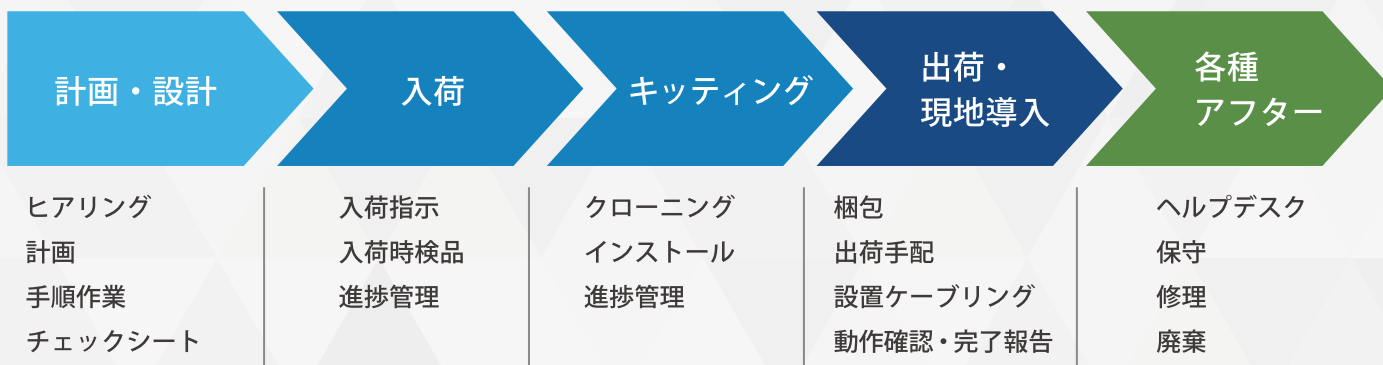 計画・設計
入荷
キッティング
出荷・
現地導入
各種
アフター
ヒアリング
計画
手順作業
チェックシート
入荷指示
入荷時検品
進捗管理
クローニング
インストール
進捗管理
梱包
出荷手配
設置ケーブリング
動作確認・完了報告
ヘルプデスク
保守
修理
廃棄